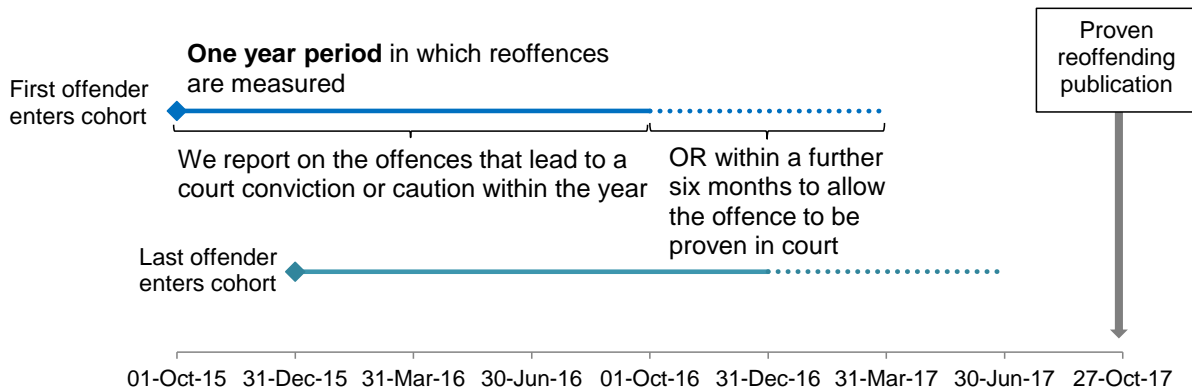 Proven
reoffending
publication
One year period in which reoffences
are measured
First offender
enters cohort
We report on the offences that lead to a
court conviction or caution within the year
OR within a further
six months to allow
the offence to be
proven in court
Last offender
enters cohort
01-Oct-15 31-Dec-15 31-Mar-16 30-Jun-16 01-Oct-16 31-Dec-16 31-Mar-17 30-Jun-17 27-Oct-17